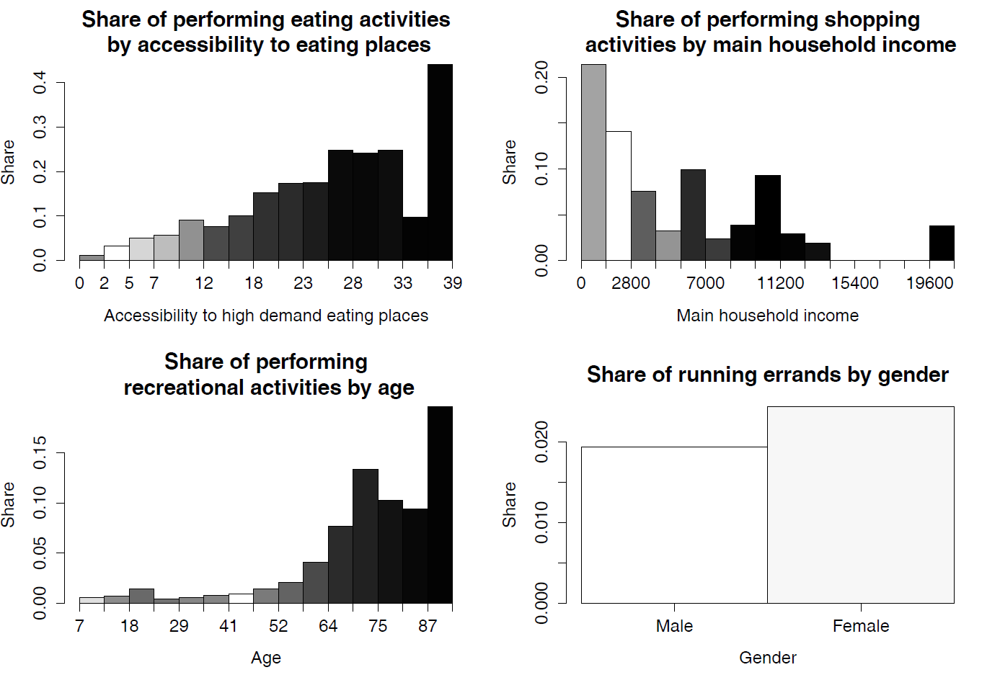 Share of performing eating activities
by accessibility to eating places
Share
0.0 0.1 0.2 0.3 0.4
0 2 5 7 12 18 23 28 33 39
Accessibility to high demand eating places
Share of performing shopping
activities by main household income
Share
0.00 0.10 0.20
0 2800 7000 11200 15400 19600
Main household income
Share of performing
recreational activities by age
Share
0.00 0.05 0.10 0.15
7 18 29 41 52 64 75 87
Age
Share of running errands by gender
Share
0.000 0.010 0.020
Male Female
Gender